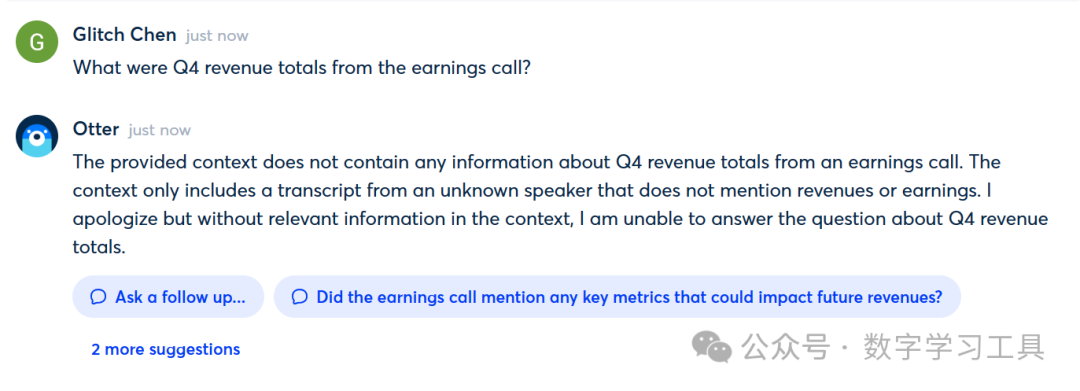 G
Glitch Chen just now
What were Q4 revenue totals from the earnings call?
Otter just now
The provided context does not contain any information about Q4 revenue totals from an earnings call. The
context only includes a transcript from an unknown speaker that does not mention revenues or earnings. I
apologize but without relevant information in the context, I am unable to answer the question about Q4 revenue
totals.
Ask a follow up... Did the earnings call mention any key metrics that could impact future revenues?
2 more suggestions
公众号 · 数字学习工具